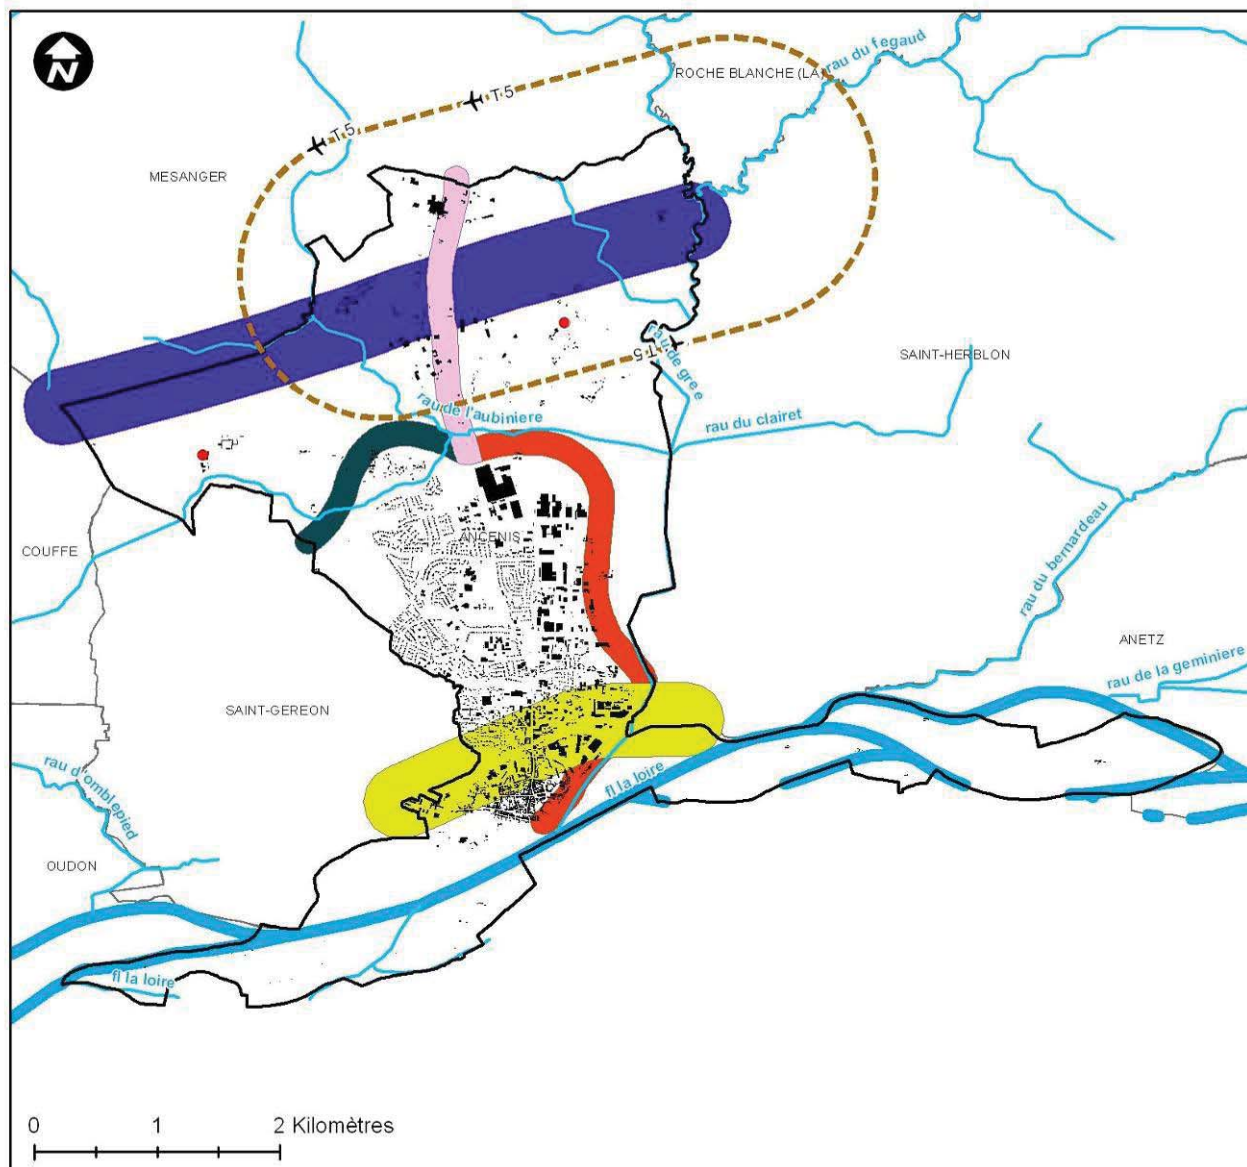 N
rau du fegaud
ROCHE BLANCHE (LA)
T 5
T 5
MESANGER
rau de gree
T 5
SAINT-HERBLON
rau de l'aubiniere
rau du clairet
COUFFE
ANCENIS
rau du bernardeau
ANETZ
rau de la geminiere
SAINT-GEREON
rau d'omblepied
fl la loire
OUDON
fl la loire
0 1 2 Kilomètres